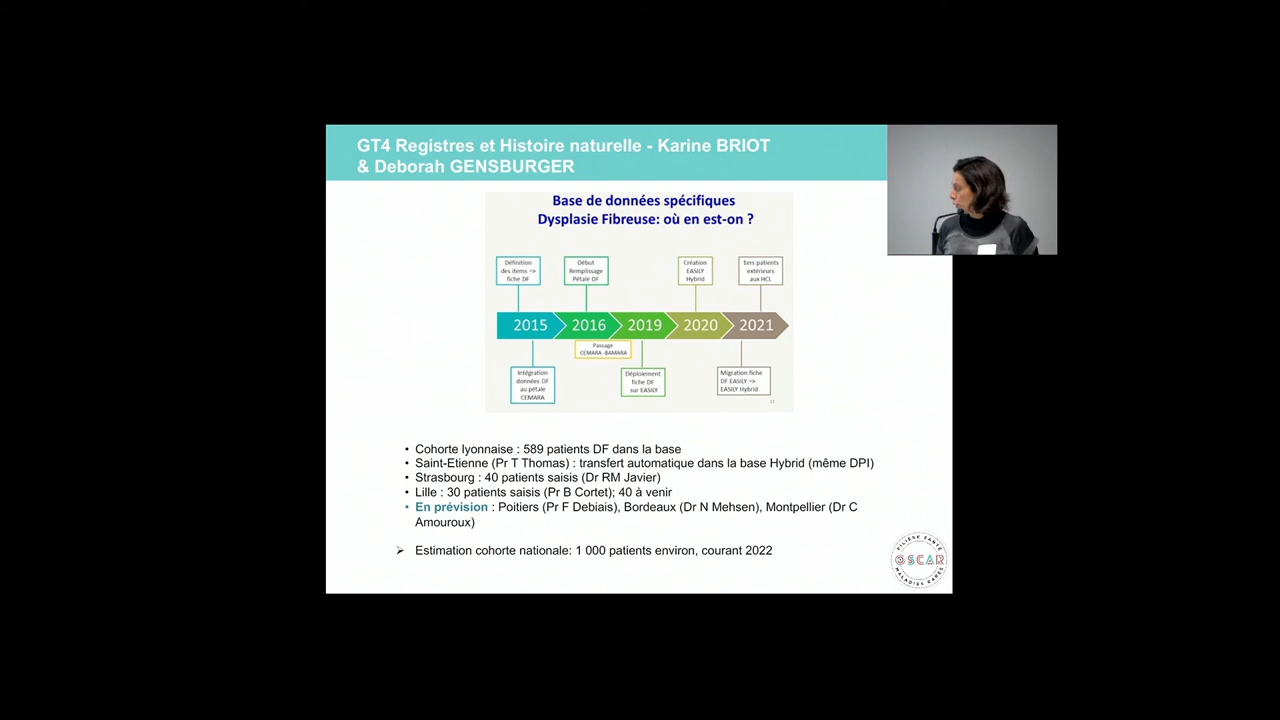 GT4 Registres et Histoire naturelle - Karine BRIOT
& Deborah GENSBURGER
Base de données spécifiques
Dysplasie Fibreuse: où en est-on ?
Définition
des items =>
fiche DF
Début
Remplissage
Pétale DF
Création
EASILY
Hybrid
1ers patients
extérieurs
aux HCL
2015
2016
2019
2020
2021
Passage
CEMARA -BAMARA
Intégration
données DF
au pétale
CEMARA
Déploiement
fiche DF
sur EASILY
Migration fiche
DF EASILY =>
EASILY Hybrid
11
• Cohorte lyonnaise : 589 patients DF dans la base
• Saint-Etienne (Pr T Thomas) : transfert automatique dans la base Hybrid (même DPI)
• Strasbourg : 40 patients saisis (Dr RM Javier)
• Lille : 30 patients saisis (Pr B Cortet); 40 à venir
• En prévision : Poitiers (Pr F Debiais), Bordeaux (Dr N Mehsen), Montpellier (Dr C
Amouroux)
➢ Estimation cohorte nationale: 1 000 patients environ, courant 2022
FILIÈRE SANTÉ
OSCAR
MALADIES RARES